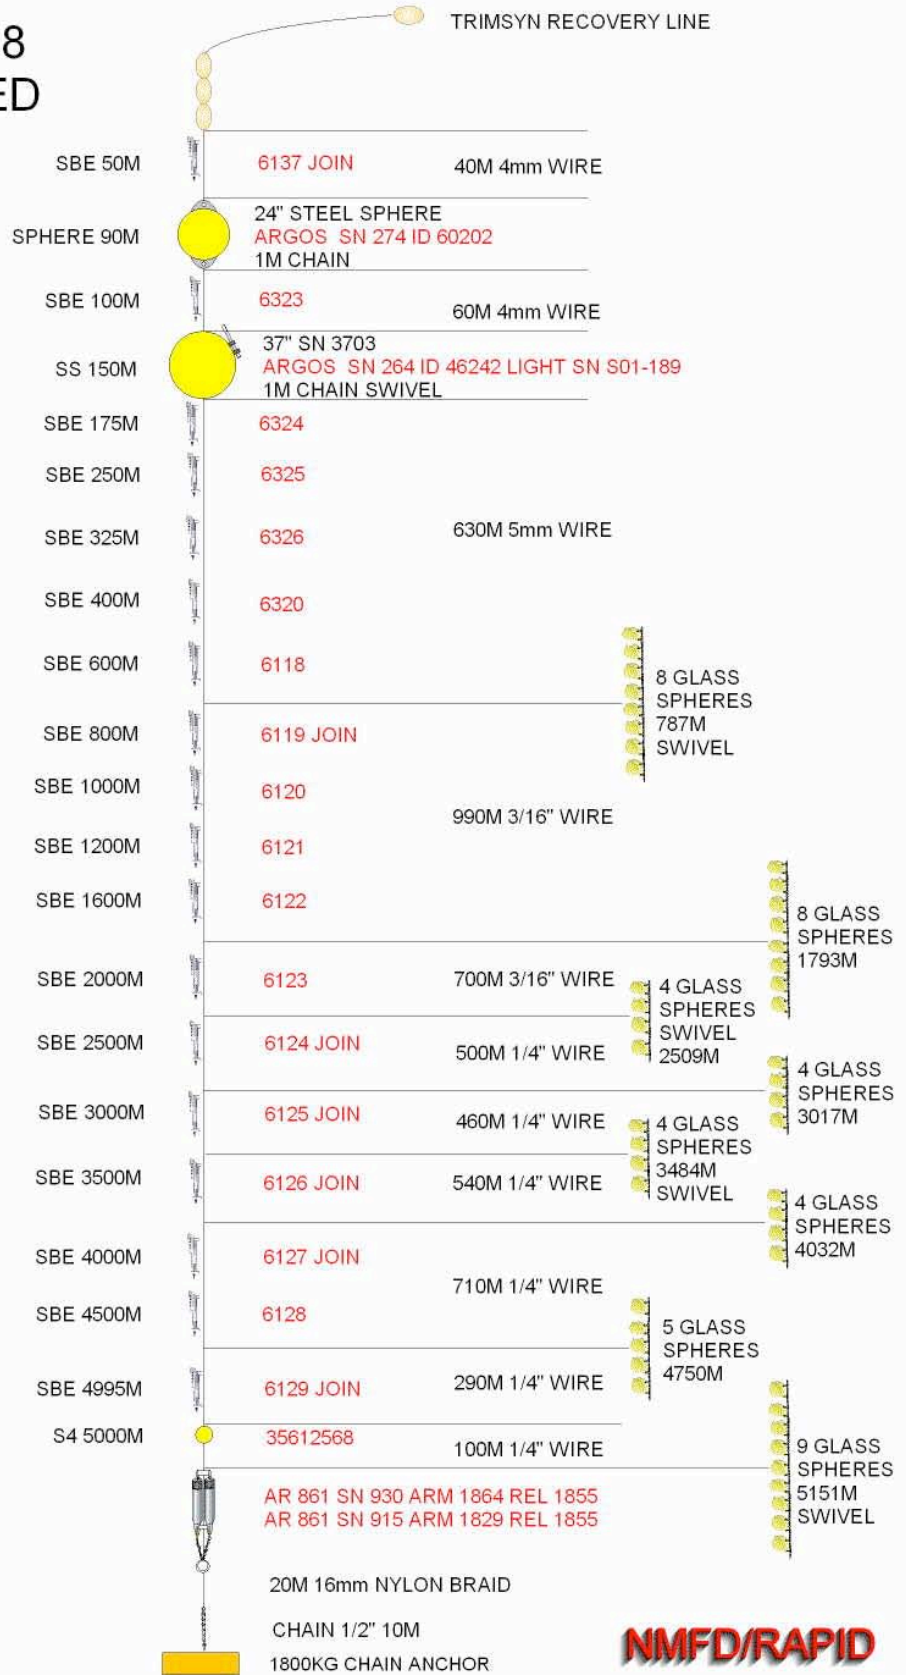 8
ED
TRIMSYN RECOVERY LINE
SBE 50M
6137 JOIN
40M 4mm WIRE
SPHERE 90M
24" STEEL SPHERE
ARGOS SN 274 ID 60202
1M CHAIN
SBE 100M
6323
60M 4mm WIRE
SS 150M
37" SN 3703
ARGOS SN 264 ID 46242 LIGHT SN S01-189
1M CHAIN SWIVEL
SBE 175M
6324
SBE 250M
6325
SBE 325M
6326
630M 5mm WIRE
SBE 400M
6320
SBE 600M
6118
8 GLASS
SPHERES
787M
SWIVEL
SBE 800M
6119 JOIN
SBE 1000M
6120
990M 3/16" WIRE
SBE 1200M
6121
SBE 1600M
6122
8 GLASS
SPHERES
1793M
SBE 2000M
6123
700M 3/16" WIRE
4 GLASS
SPHERES
SWIVEL
2509M
SBE 2500M
6124 JOIN
500M 1/4" WIRE
4 GLASS
SPHERES
3017M
SBE 3000M
6125 JOIN
460M 1/4" WIRE
4 GLASS
SPHERES
3484M
SWIVEL
SBE 3500M
6126 JOIN
540M 1/4" WIRE
4 GLASS
SPHERES
4032M
SBE 4000M
6127 JOIN
710M 1/4" WIRE
SBE 4500M
6128
5 GLASS
SPHERES
4750M
SBE 4995M
6129 JOIN
290M 1/4" WIRE
S4 5000M
35612568
100M 1/4" WIRE
9 GLASS
SPHERES
5151M
SWIVEL
AR 861 SN 930 ARM 1864 REL 1855
AR 861 SN 915 ARM 1829 REL 1855
20M 16mm NYLON BRAID
CHAIN 1/2" 10M
1800KG CHAIN ANCHOR
NMFD/RAPID